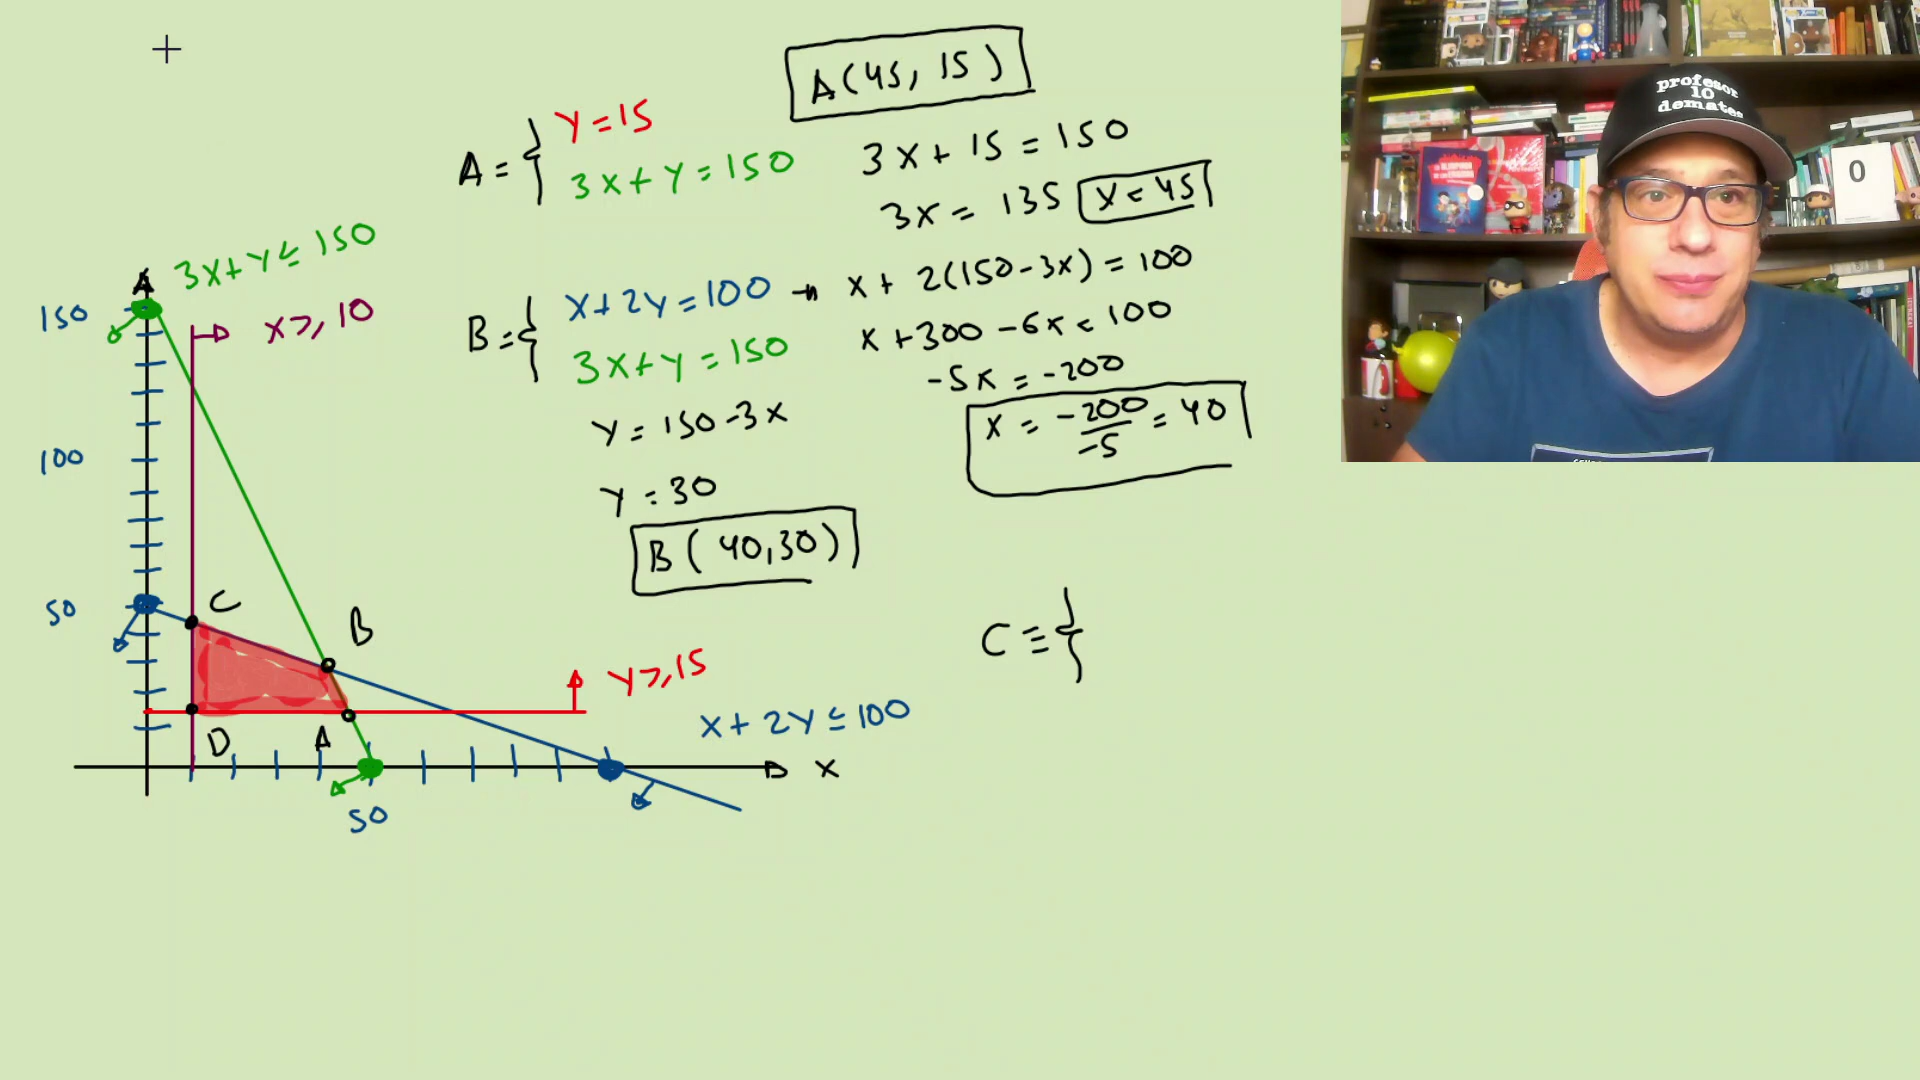 A(45, 15)
A = { y = 15
3x + y = 150
3x + 15 = 150
3x = 135
x = 45
3x + y ≤ 150
x ≥ 10
150
100
50
B = { x + 2y = 100 → x + 2(150 - 3x) = 100
3x + y = 150
x + 300 - 6x = 100
-5x = -200
x = -200/-5 = 40
y = 150 - 3x
y = 30
B(40,30)
C ≡ {
C
B
D
A
y ≥ 15
x + 2y ≤ 100
x
50
profesor
10
demates
0